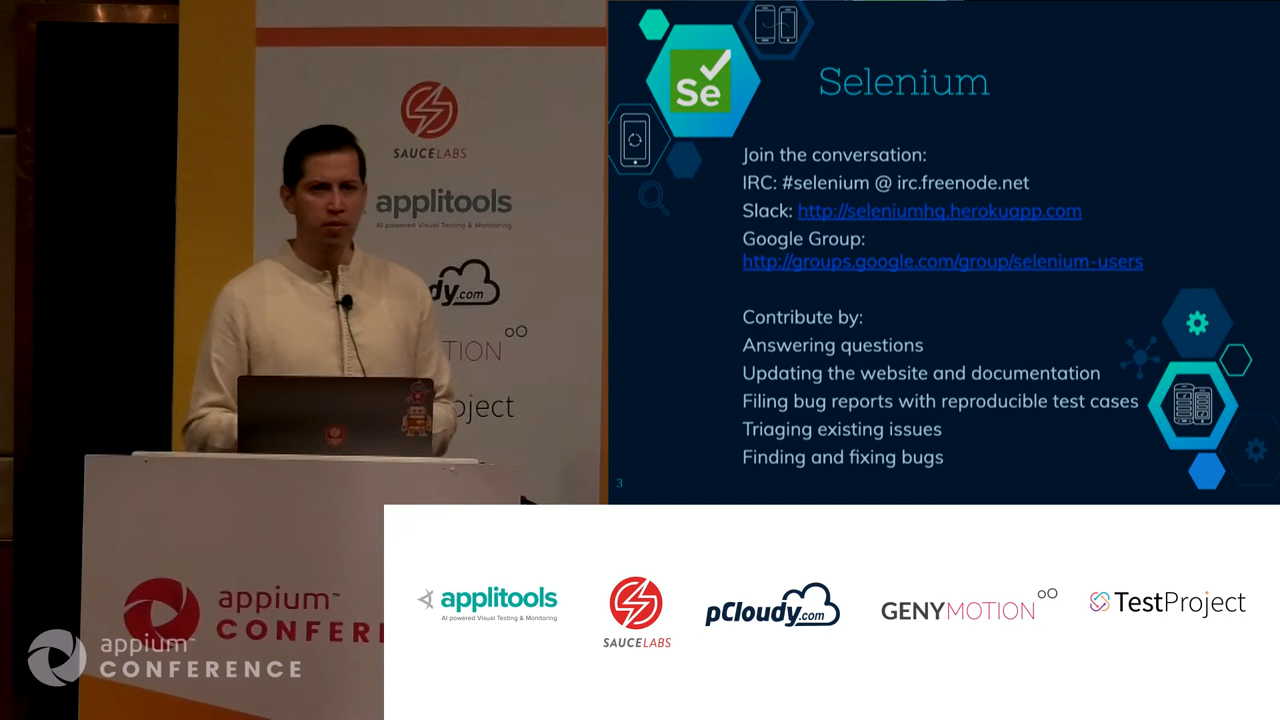 SAUCELABS
applitools
AI powered Visual Testing & Monitoring
dy.com
TION
oject
appium™
CONFER
appium™
CONFERENCE
Se
Selenium
Join the conversation:
IRC: #selenium @ irc.freenode.net
Slack: http://seleniumhq.herokuapp.com
Google Group:
http://groups.google.com/group/selenium-users
Contribute by:
Answering questions
Updating the website and documentation
Filing bug reports with reproducible test cases
Triaging existing issues
Finding and fixing bugs
3
applitools
AI powered Visual Testing & Monitoring
SAUCELABS
pCloudy.com
GENYMOTION
TestProject